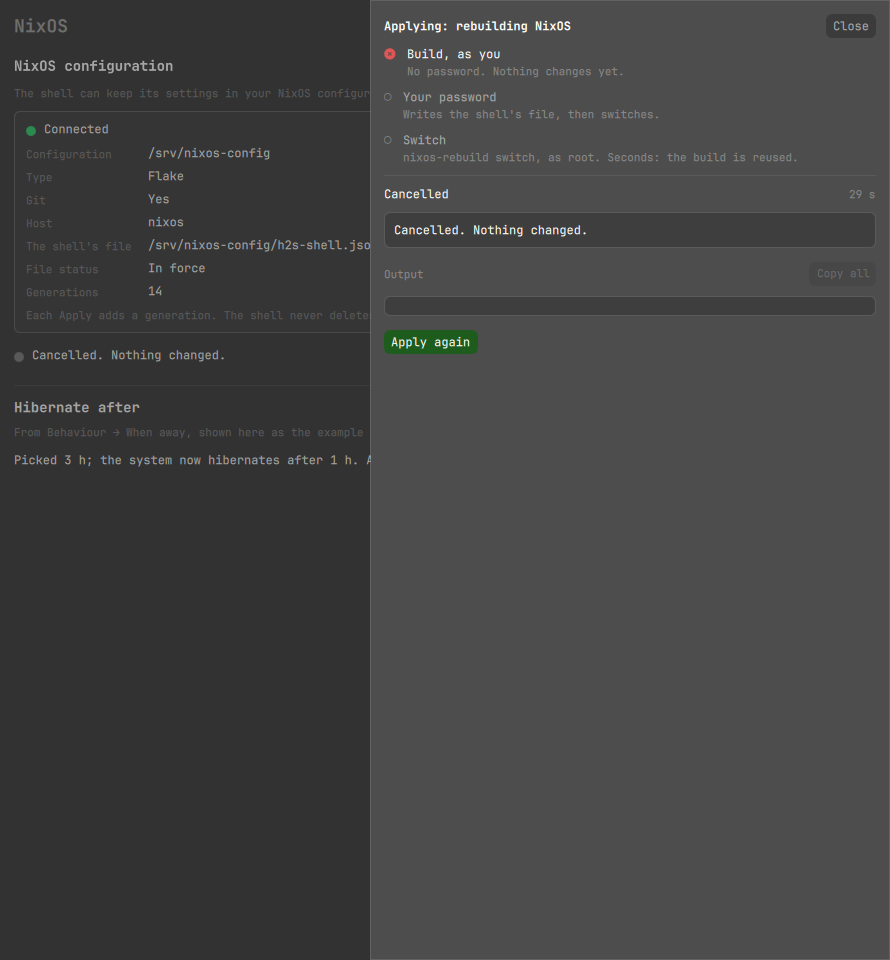 NixOS
NixOS configuration
The shell can keep its settings in your NixOS configur
Connected
Configuration /srv/nixos-config
Type Flake
Git Yes
Host nixos
The shell's file /srv/nixos-config/h2s-shell.jso
File status In force
Generations 14
Each Apply adds a generation. The shell never delete
Cancelled. Nothing changed.
Hibernate after
From Behaviour → When away, shown here as the example
Picked 3 h; the system now hibernates after 1 h. A
Applying: rebuilding NixOS
Close
Build, as you
No password. Nothing changes yet.
Your password
Writes the shell's file, then switches.
Switch
nixos-rebuild switch, as root. Seconds: the build is reused.
Cancelled 29 s
Cancelled. Nothing changed.
Output Copy all
Apply again